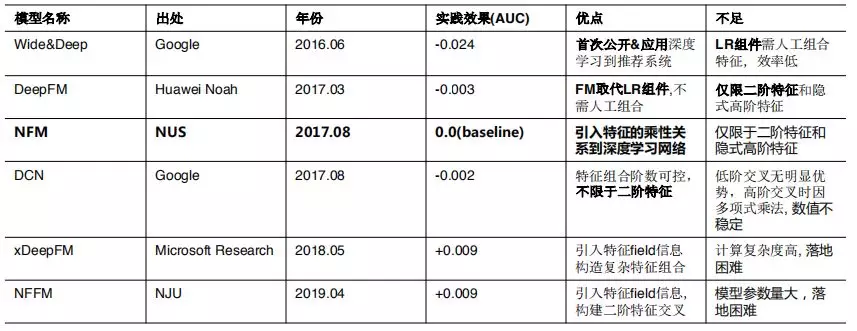 模型名称 出处 年份 实践效果(AUC) 优点 不足
Wide&Deep Google 2016.06 -0.024 首次公开&应用深度 LR组件需人工组合
学习到推荐系统 特征，效率低
DeepFM Huawei Noah 2017.03 -0.003 FM取代LR组件,不 仅限二阶特征和隐
需人工组合 式高阶特征
NFM NUS 2017.08 0.0(baseline) 引入特征的乘性关 仅限于二阶特征和
系到深度学习网络 隐式高阶特征
DCN Google 2017.08 -0.002 特征组合阶数可控， 低阶交叉无明显优
不限于二阶特征 势，高阶交叉时因
多项式乘法, 数值不
稳定
xDeepFM Microsoft Research 2018.05 +0.009 引入特征field信息 计算复杂度高, 落地
构造复杂特征组合 困难
NFFM NJU 2019.04 +0.009 引入特征field信息, 模型参数量大，落
构建二阶特征交叉 地困难